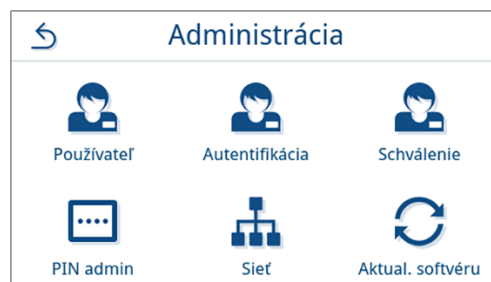 Administrácia
Používateľ Autentifikácia Schválenie
PIN admin Sieť Aktual. softvéru